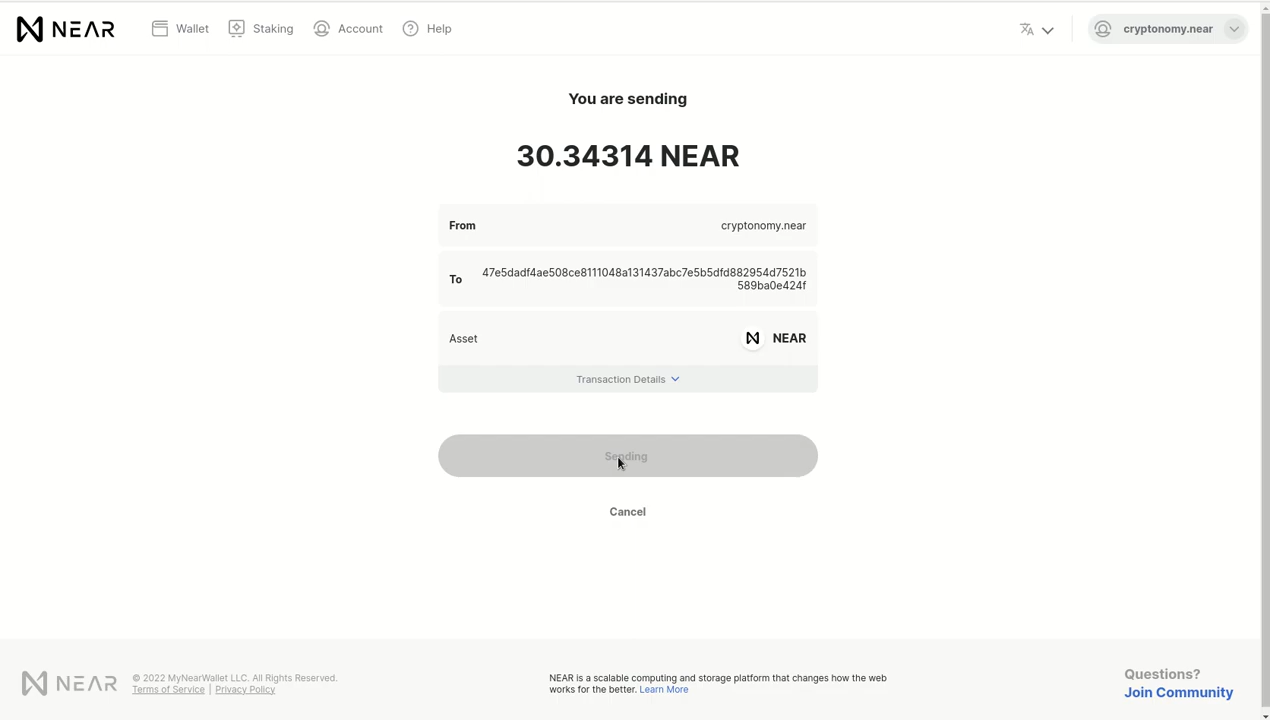 NEAR
Wallet
Staking
Account
Help
cryptonomy.near
You are sending
30.34314 NEAR
From
cryptonomy.near
To
47e5dadf4ae508ce8111048a131437abc7e5b5dfd882954d7521b
589ba0e424f
Asset
NEAR
Transaction Details
Sending
Cancel
NEAR
© 2022 MyNearWallet LLC. All Rights Reserved.
Terms of Service | Privacy Policy
NEAR is a scalable computing and storage platform that changes how the web
works for the better. Learn More
Questions?
Join Community